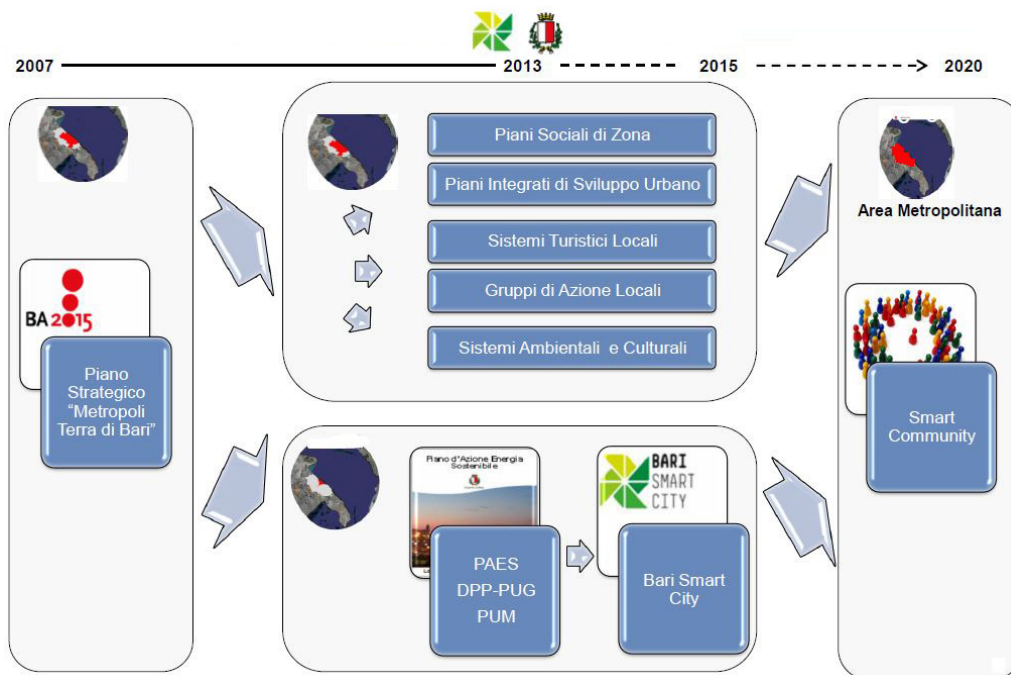 2007
2013
2015
2020
BA2015
Piano
Strategico
“Metropoli
Terra di Bari”
Piani Sociali di Zona
Piani Integrati di Sviluppo Urbano
Sistemi Turistici Locali
Gruppi di Azione Locali
Sistemi Ambientali e Culturali
Piano d'Azione Energia
Sostenibile
PAES
DPP-PUG
PUM
BARI
SMART
CITY
Bari Smart
City
Area Metropolitana
Smart
Community